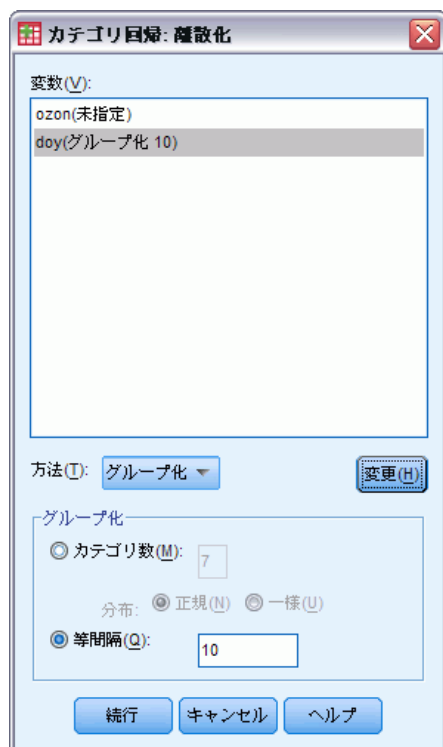 カテゴリ回帰: 離散化
変数(V):
ozon(未指定)
doy(グループ化 10)
方法(T): グループ化 変更(H)
グループ化
カテゴリ数(M): 7
分布: 正規(N) 一様(U)
等間隔(Q): 10
続行 キャンセル ヘルプ